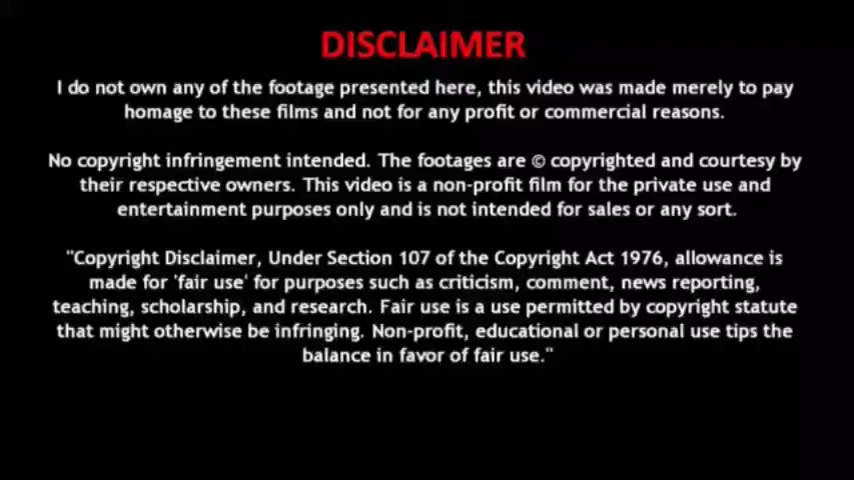 DISCLAIMER
I do not own any of the footage presented here, this video was made merely to pay
homage to these films and not for any profit or commercial reasons.
No copyright infringement intended. The footages are © copyrighted and courtesy by
their respective owners. This video is a non-profit film for the private use and
entertainment purposes only and is not intended for sales or any sort.
"Copyright Disclaimer, Under Section 107 of the Copyright Act 1976, allowance is
made for 'fair use' for purposes such as criticism, comment, news reporting,
teaching, scholarship, and research. Fair use is a use permitted by copyright statute
that might otherwise be infringing. Non-profit, educational or personal use tips the
balance in favor of fair use."